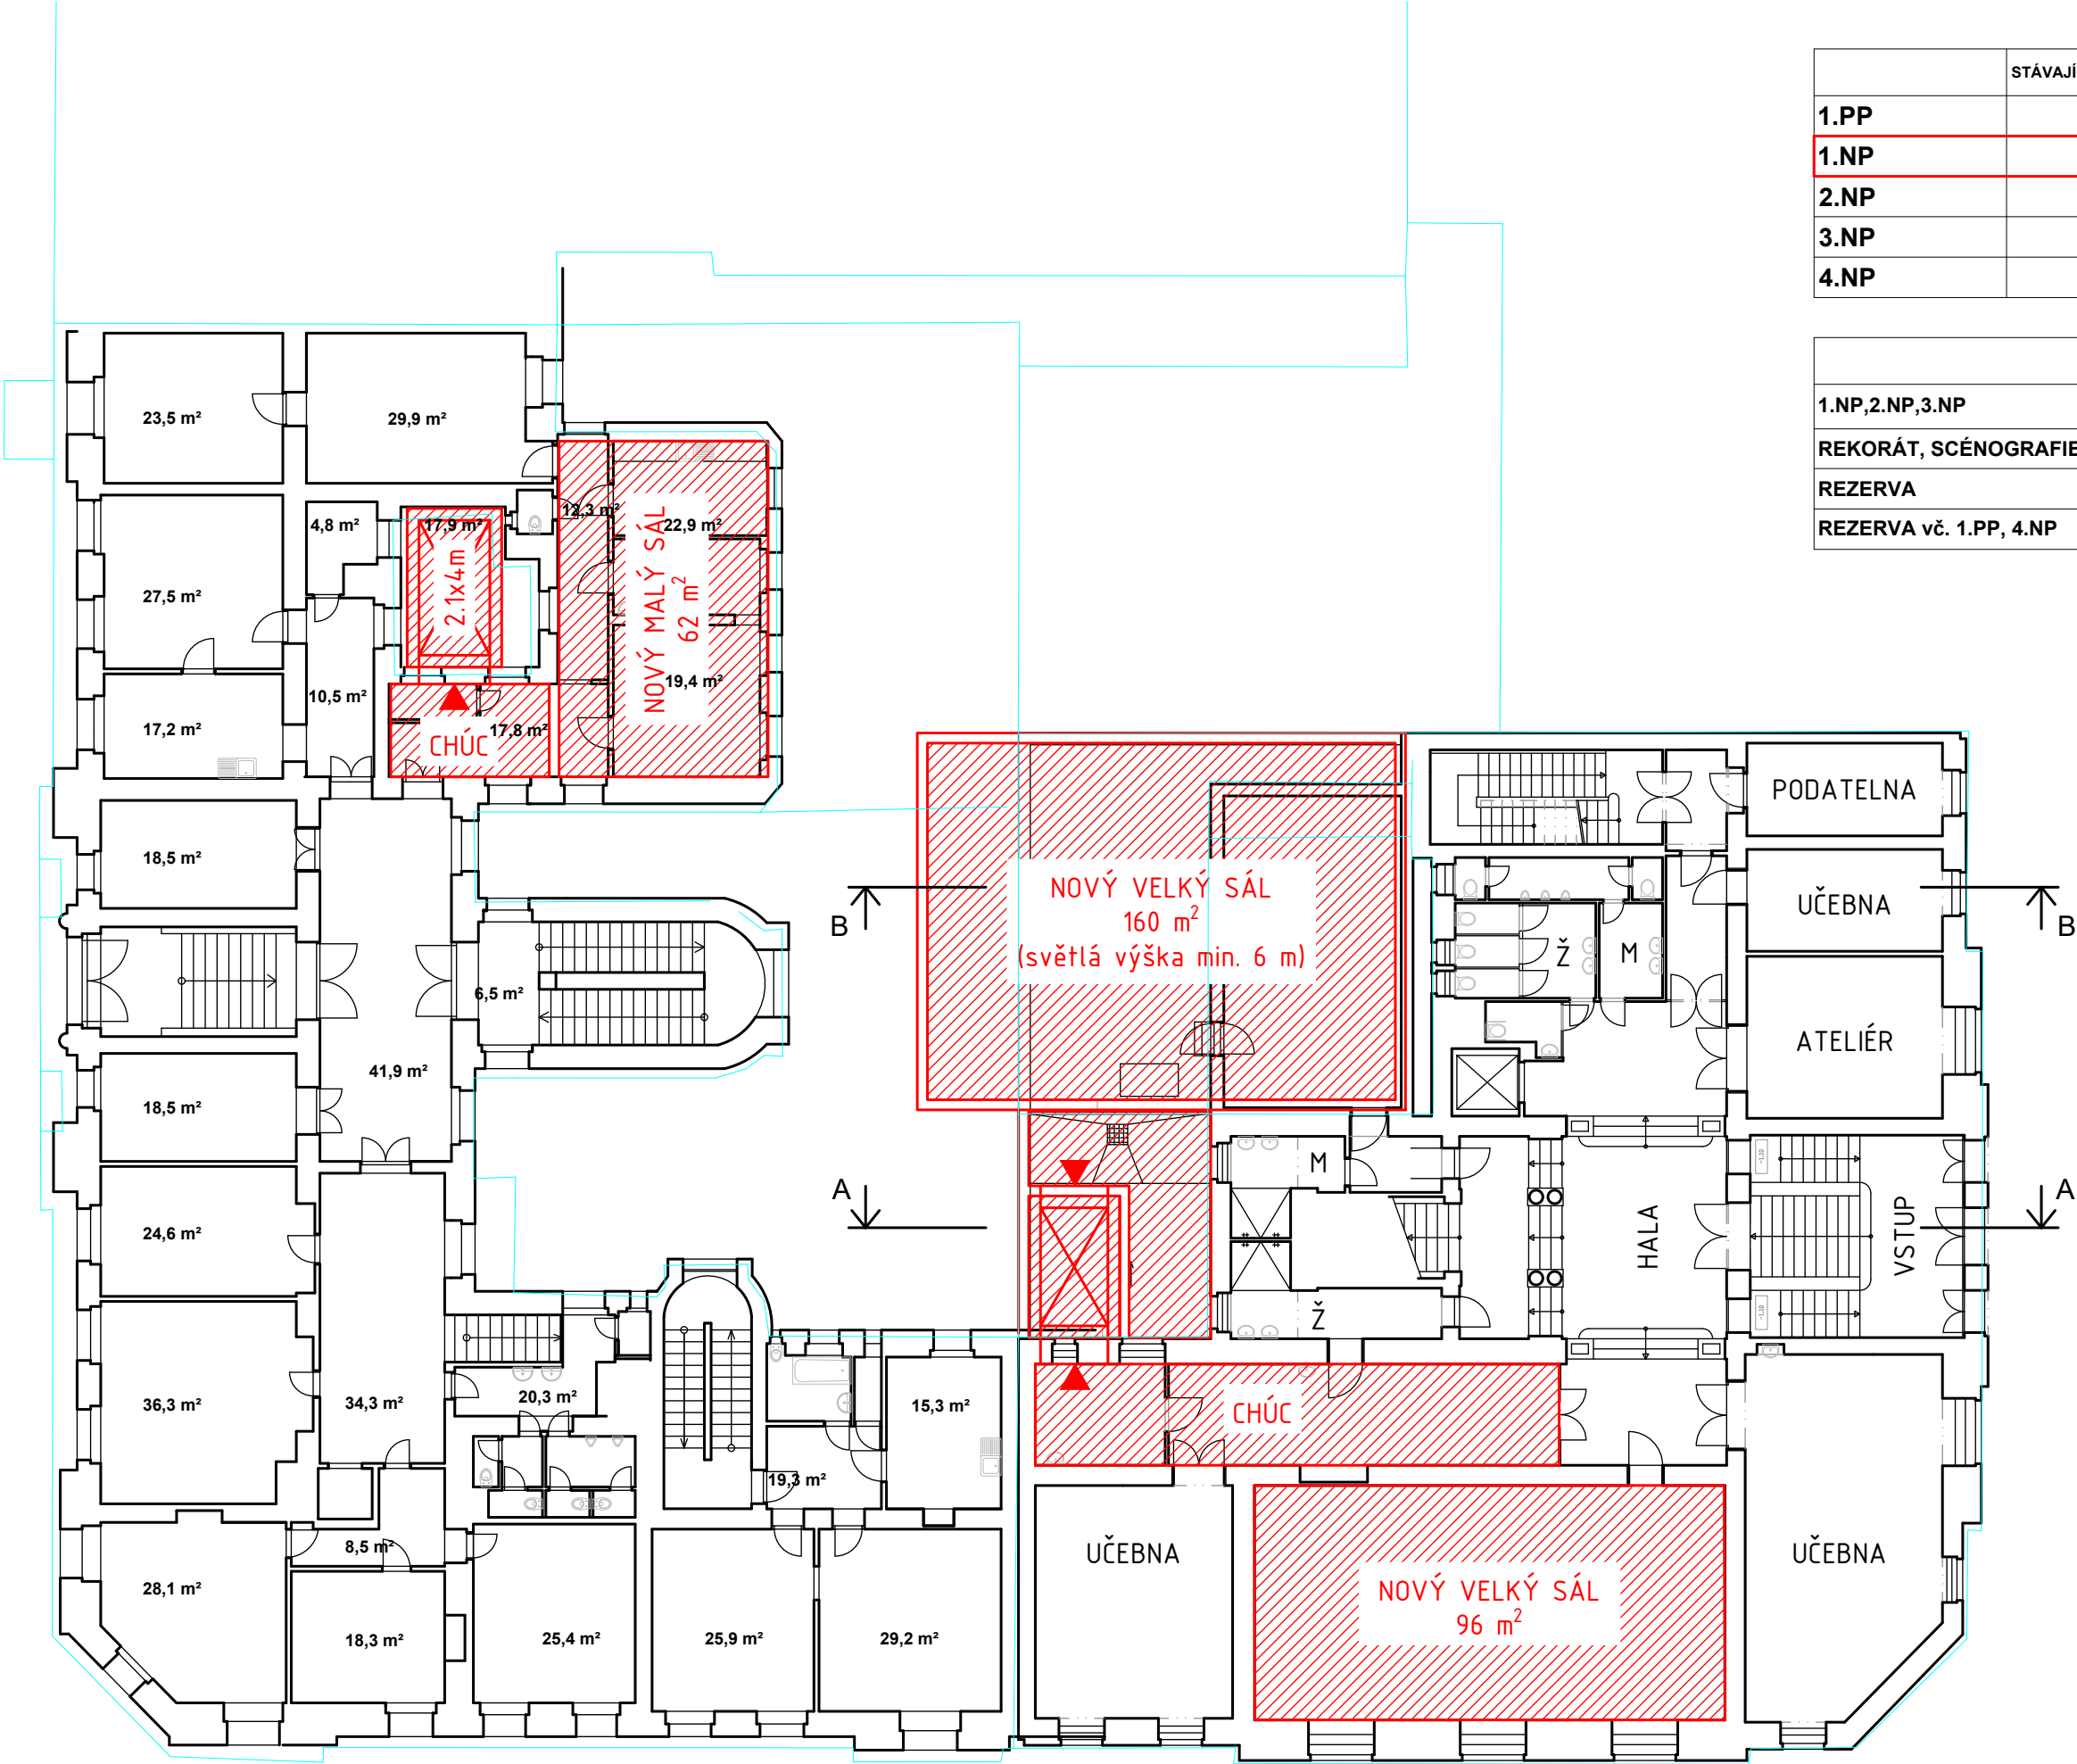 STÁVAJÍ
1.PP
1.NP
2.NP
3.NP
4.NP
1.NP,2.NP,3.NP
REKORÁT, SCÉNOGRAFIE
REZERVA
REZERVA vč. 1.PP, 4.NP
23,5 m²
29,9 m²
4,8 m²
17,9 m²
12,3 m²
22,9 m²
2.1x4m
NOVÝ MALÝ SÁL
62 m²
27,5 m²
10,5 m²
19,4 m²
17,2 m²
17,8 m²
CHÚC
18,5 m²
6,5 m²
41,9 m²
18,5 m²
24,6 m²
36,3 m²
34,3 m²
20,3 m²
15,3 m²
19,3 m²
8,5 m²
28,1 m²
18,3 m²
25,4 m²
25,9 m²
29,2 m²
B
A
NOVÝ VELKÝ SÁL
160 m²
(světlá výška min. 6 m)
PODATELNA
UČEBNA
B
Ž
M
ATELIÉR
M
Ž
HALA
VSTUP
A
-1,10
-1,10
CHÚC
UČEBNA
NOVÝ VELKÝ SÁL
96 m²
UČEBNA